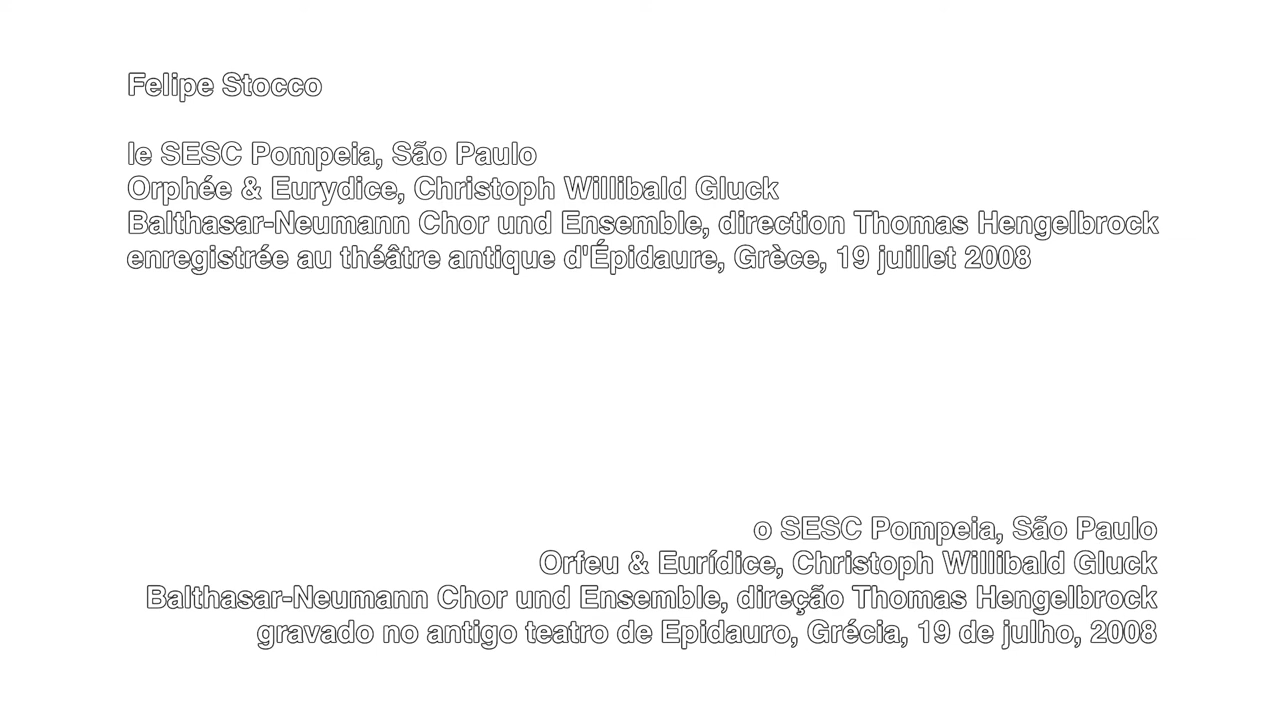 Felipe Stocco
le SESC Pompeia, São Paulo
Orphée & Eurydice, Christoph Willibald Gluck
Balthasar-Neumann Chor und Ensemble, direction Thomas Hengelbrock
enregistrée au théâtre antique d'Épidaure, Grèce, 19 juillet 2008
o SESC Pompeia, São Paulo
Orfeu & Eurídice, Christoph Willibald Gluck
Balthasar-Neumann Chor und Ensemble, direção Thomas Hengelbrock
gravado no antigo teatro de Epidauro, Grécia, 19 de julho, 2008